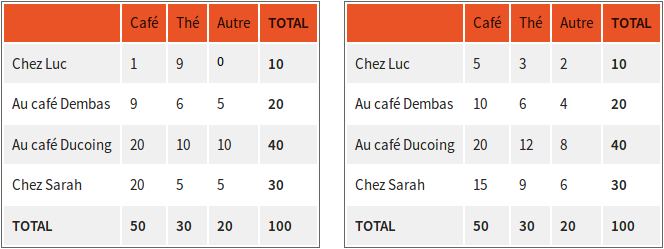 Café Thé Autre TOTAL
Chez Luc 1 9 0 10
Au café Dembas 9 6 5 20
Au café Ducoing 20 10 10 40
Chez Sarah 20 5 5 30
TOTAL 50 30 20 100
Café Thé Autre TOTAL
Chez Luc 5 3 2 10
Au café Dembas 10 6 4 20
Au café Ducoing 20 12 8 40
Chez Sarah 15 9 6 30
TOTAL 50 30 20 100